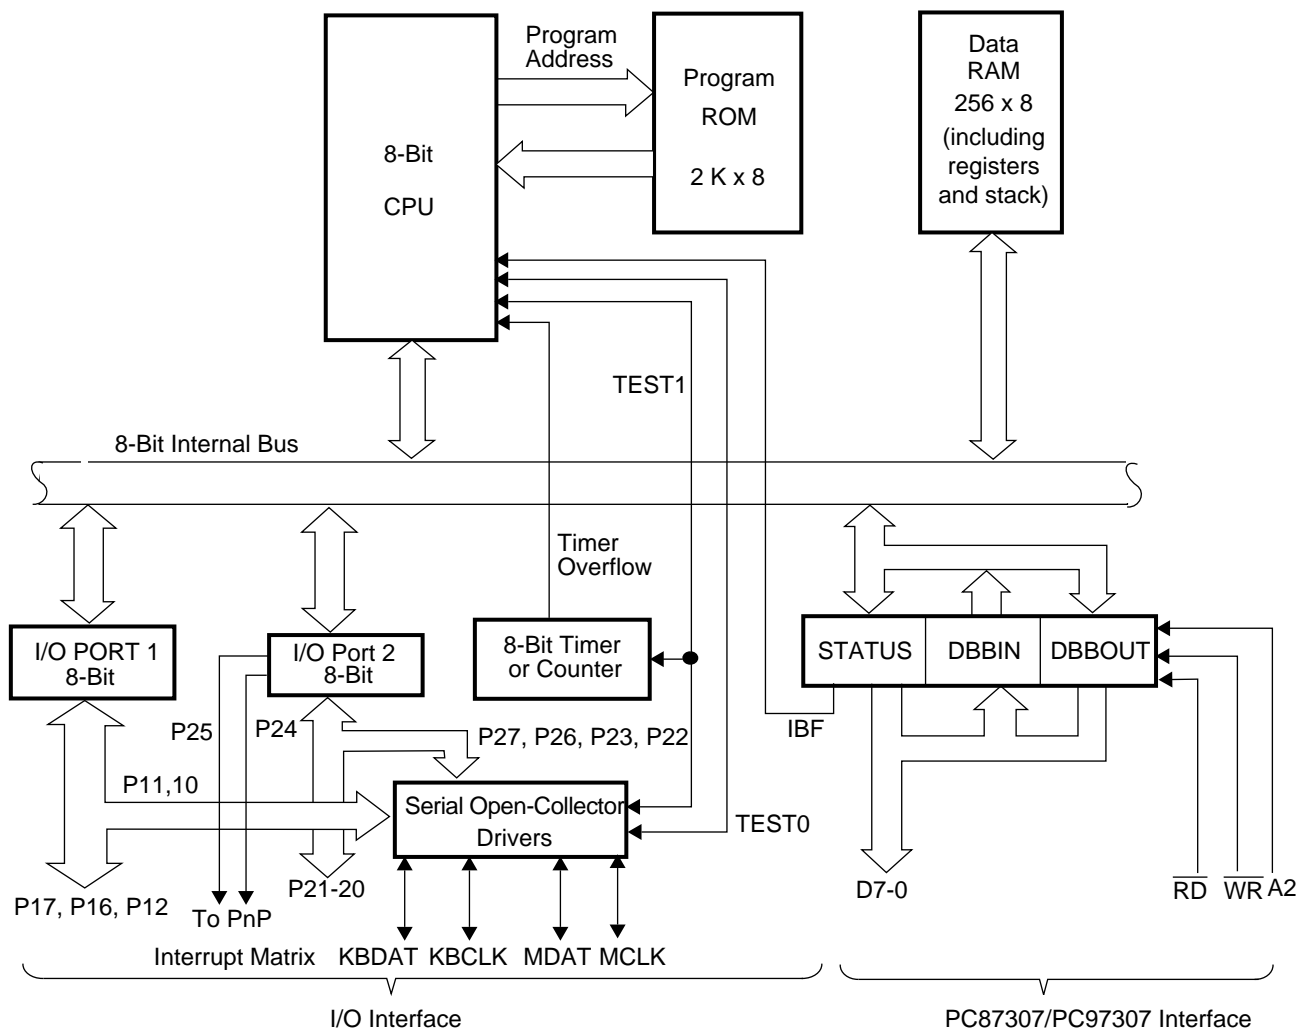 Program
Address
8-Bit
CPU
Program
ROM
2 K x 8
Data
RAM
256 x 8
(including
registers
and stack)
TEST1
8-Bit Internal Bus
Timer
Overflow
I/O PORT 1
8-Bit
I/O Port 2
8-Bit
8-Bit Timer
or Counter
STATUS
DBBIN
DBBOUT
P25
P24
P27, P26, P23, P22
IBF
P11,10
Serial Open-Collector
Drivers
TEST0
P17, P16, P12
To PnP
Interrupt Matrix
P21-20
KBDAT
KBCLK
MDAT
MCLK
D7-0
RD
WR
A2
I/O Interface
PC87307/PC97307 Interface